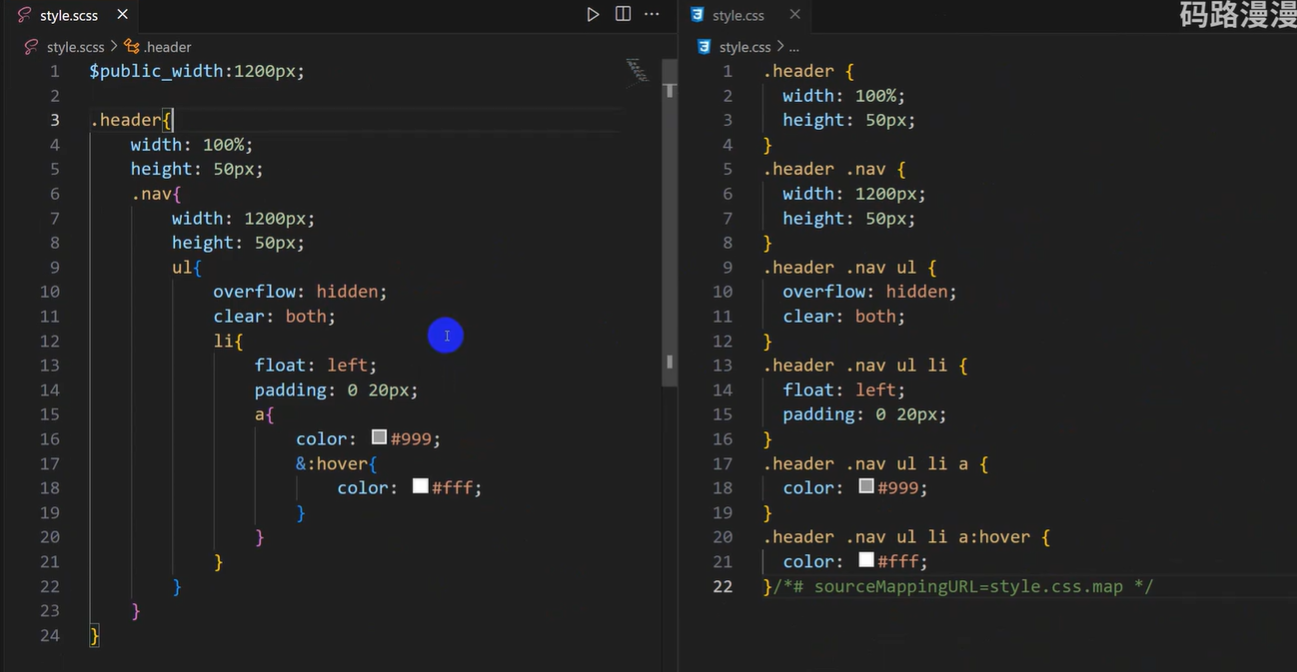 style.scss
style.css
码路漫漫
style.scss > .header
style.css > ...
1 $public_width:1200px;
2
3 .header{
4 width: 100%;
5 height: 50px;
6 .nav{
7 width: 1200px;
8 height: 50px;
9 ul{
10 overflow: hidden;
11 clear: both;
12 li{
13 float: left;
14 padding: 0 20px;
15 a{
16 color: #999;
17 &:hover{
18 color: #fff;
19 }
20 }
21 }
22 }
23 }
24 }
1 .header {
2 width: 100%;
3 height: 50px;
4 }
5 .header .nav {
6 width: 1200px;
7 height: 50px;
8 }
9 .header .nav ul {
10 overflow: hidden;
11 clear: both;
12 }
13 .header .nav ul li {
14 float: left;
15 padding: 0 20px;
16 }
17 .header .nav ul li a {
18 color: #999;
19 }
20 .header .nav ul li a:hover {
21 color: #fff;
22 }/*# sourceMappingURL=style.css.map */